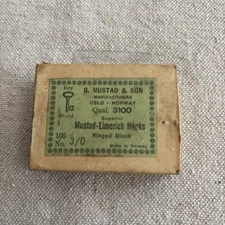 Key
Brand
O. MUSTAD & SON
MANUFACTURERS
OSLO - NORWAY
Qual. 3100
Superior
Mustad-Limerick Hooks
Ringed Black
100
No. 3/0
Made in Norway